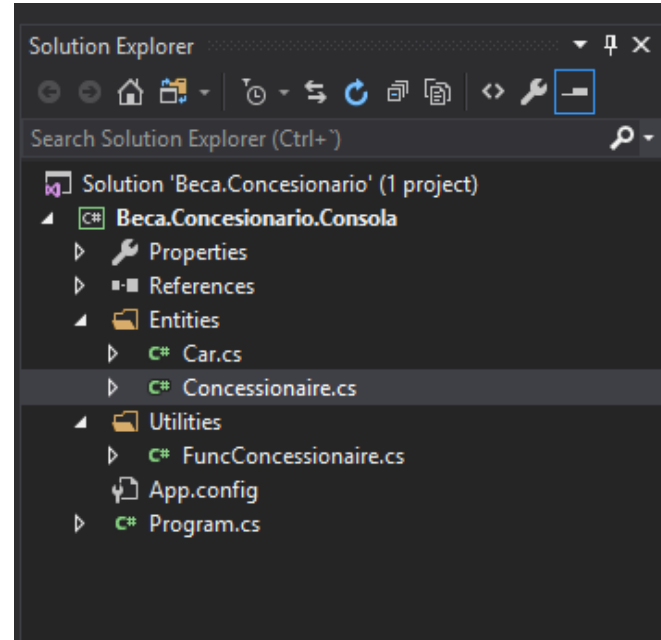 Solution Explorer
Search Solution Explorer (Ctrl+`)
Solution 'Beca.Concesionario' (1 project)
C# Beca.Concesionario.Consola
Properties
References
Entities
C# Car.cs
C# Concessionaire.cs
Utilities
C# FuncConcessionaire.cs
App.config
C# Program.cs